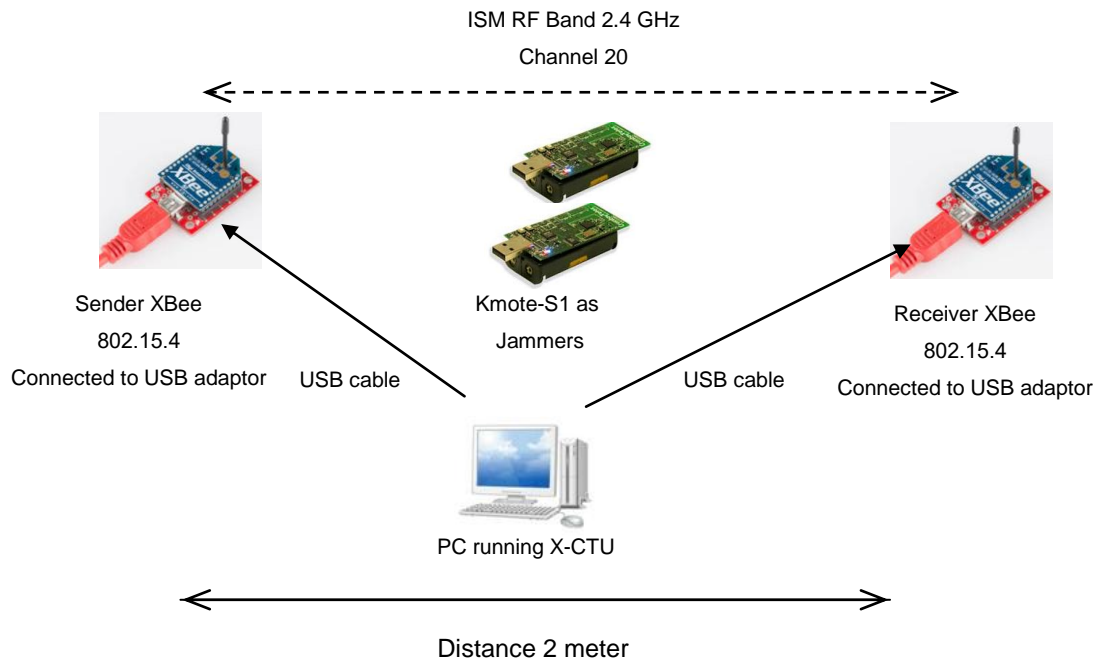 ISM RF Band 2.4 GHz
Channel 20
XBee
XBee
Sender XBee
802.15.4
Connected to USB adaptor
Kmote-S1 as
Jammers
Receiver XBee
802.15.4
Connected to USB adaptor
USB cable
USB cable
PC running X-CTU
Distance 2 meter